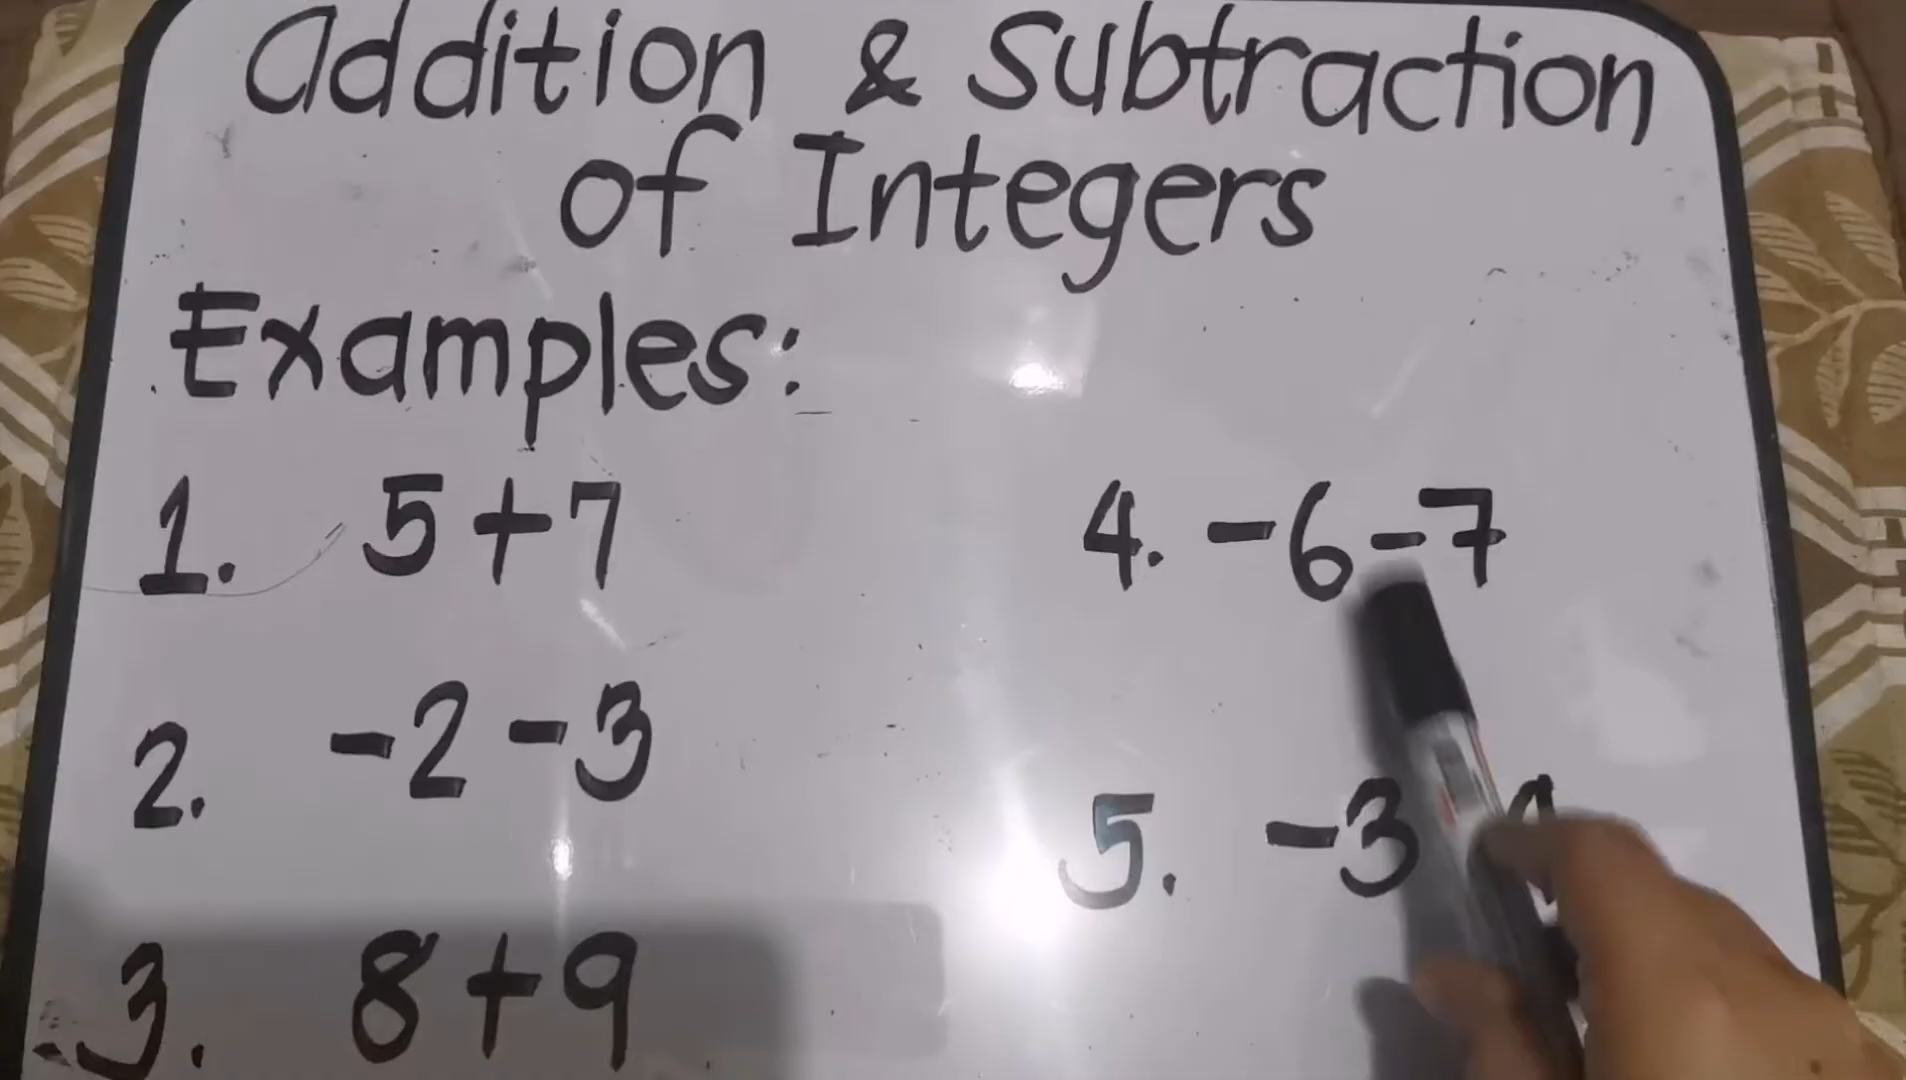 Addition & Subtraction
of Integers
Examples:
1. 5+7
2. -2-3
3. 8+9
4. -6-7
5. -3